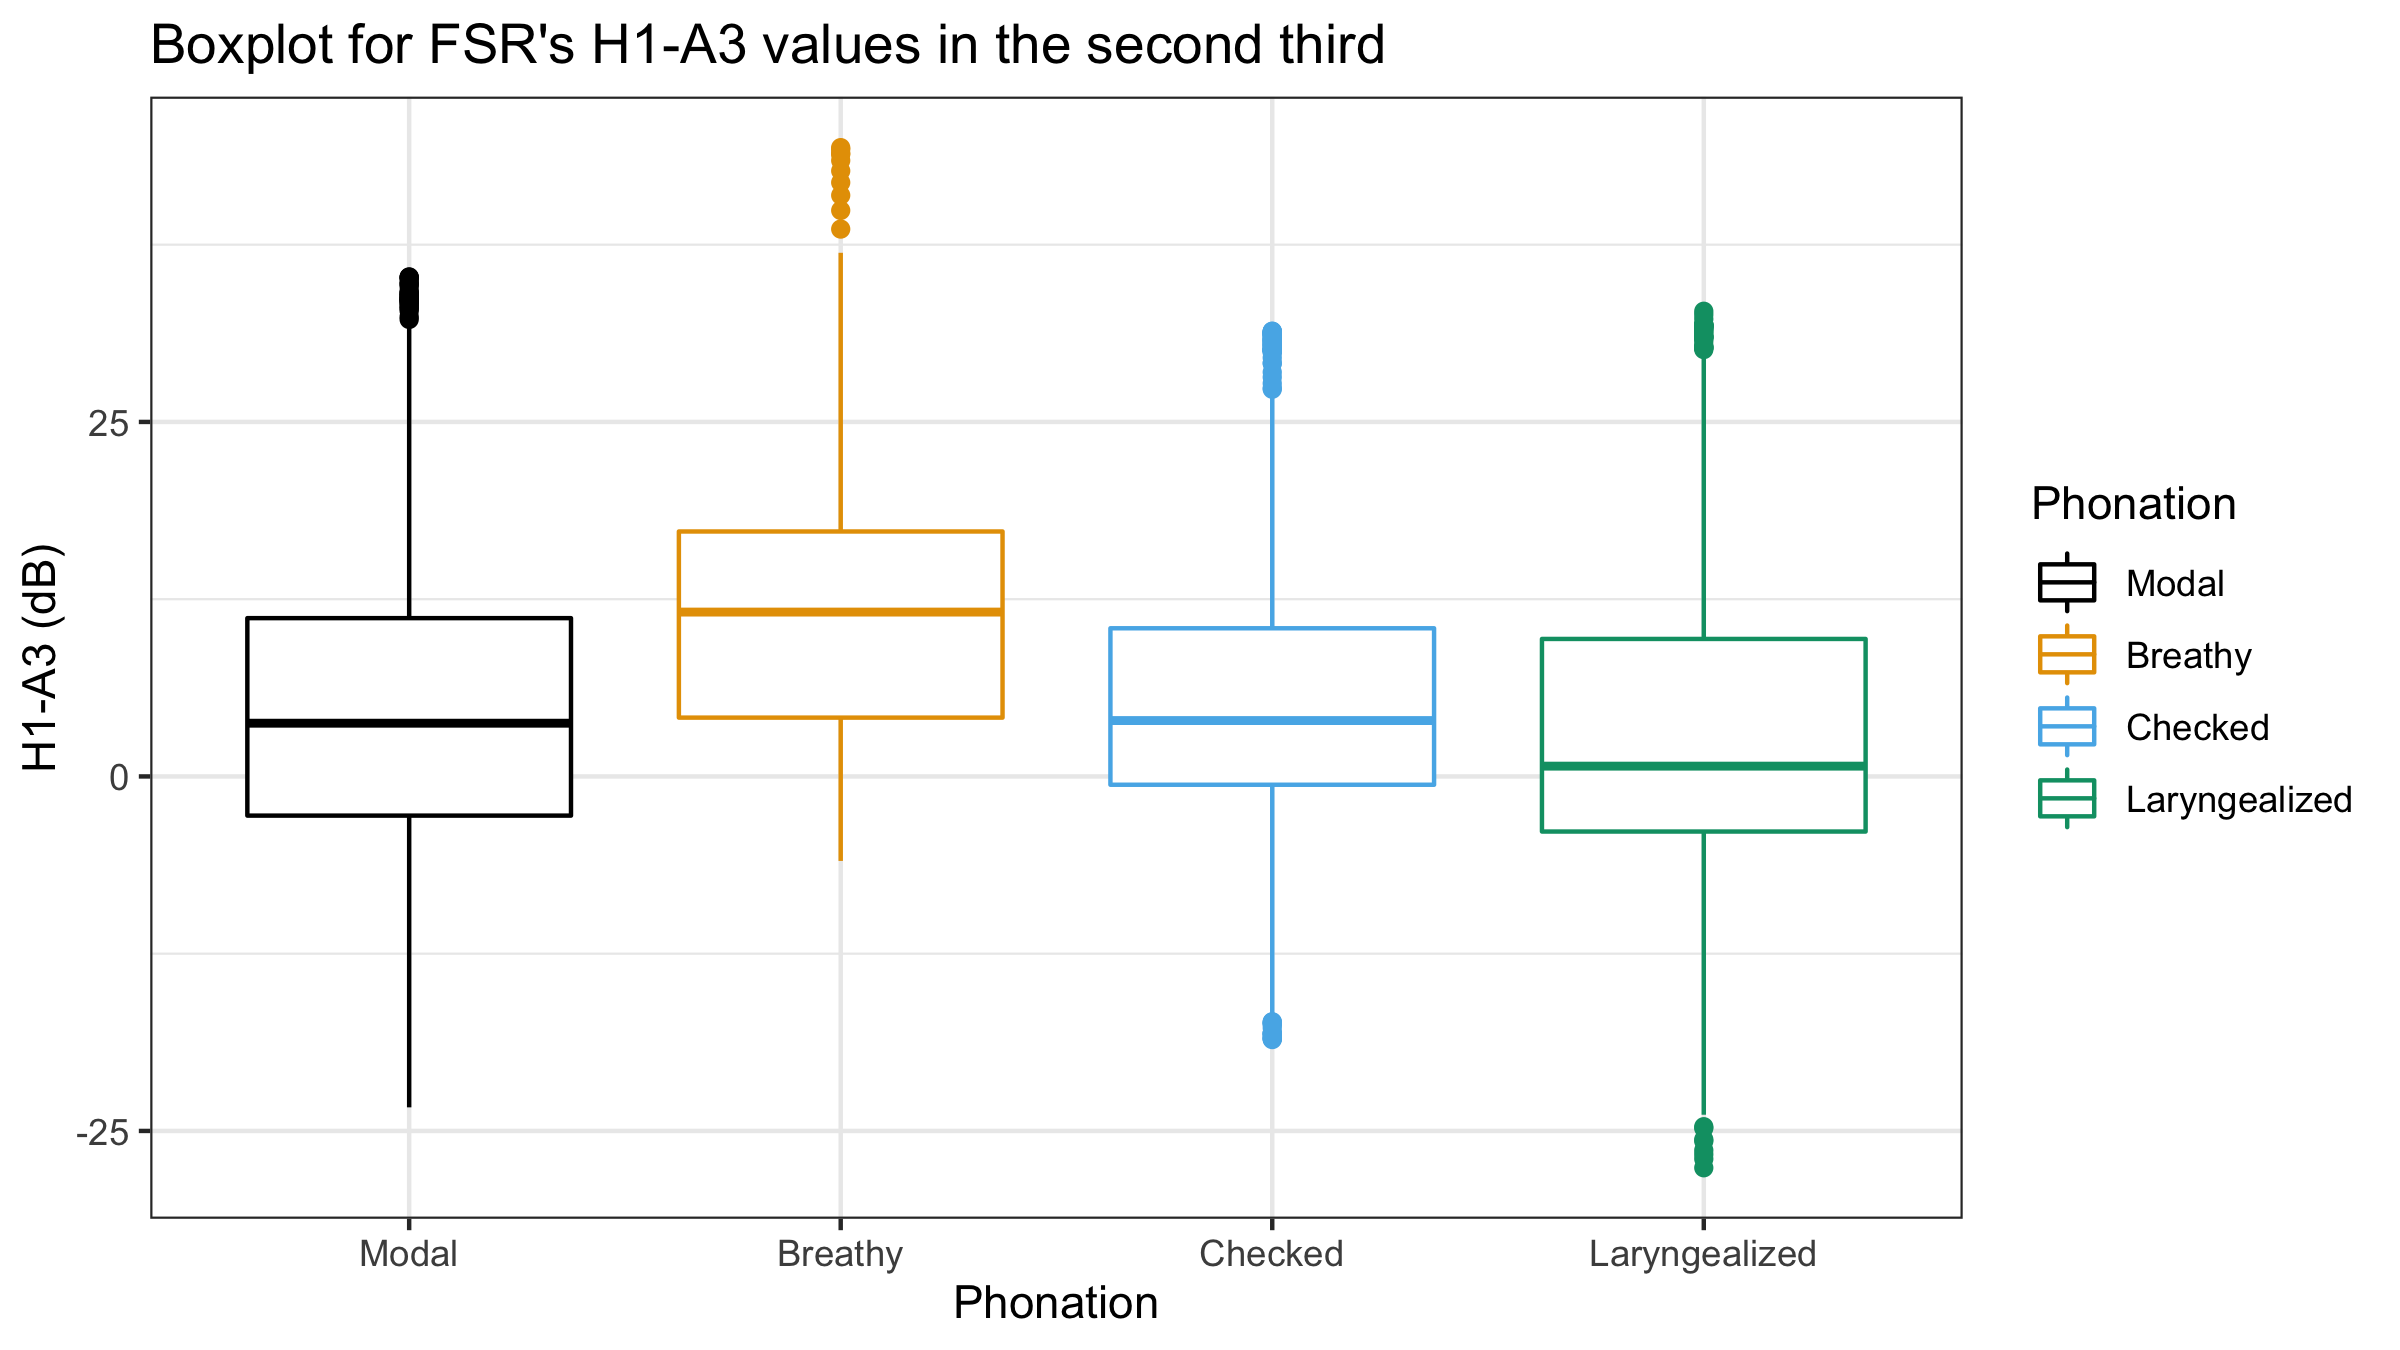 Boxplot for FSR's H1-A3 values in the second third
H1-A3 (dB)
25
0
-25
Modal
Breathy
Checked
Laryngealized
Phonation
Phonation
Modal
Breathy
Checked
Laryngealized